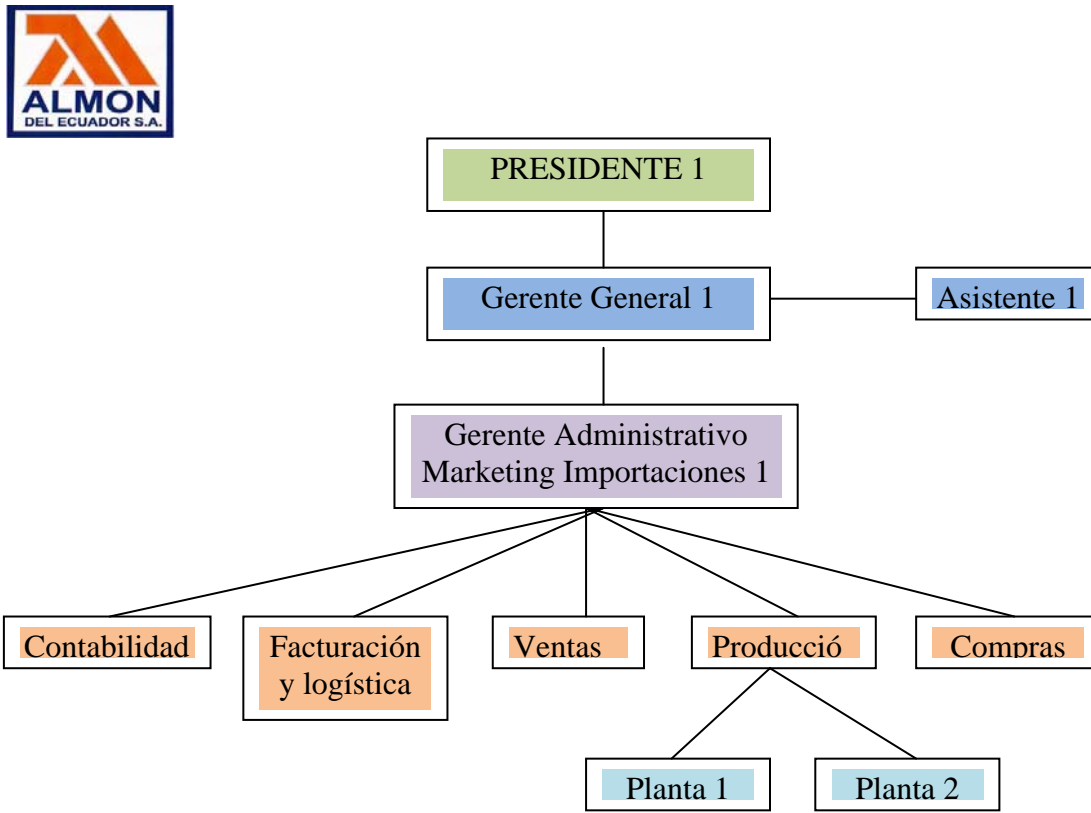 ALMON
DEL ECUADOR S.A.
PRESIDENTE 1
Gerente General 1
Asistente 1
Gerente Administrativo
Marketing Importaciones 1
Contabilidad
Facturación
y logística
Ventas
Producció
Compras
Planta 1
Planta 2